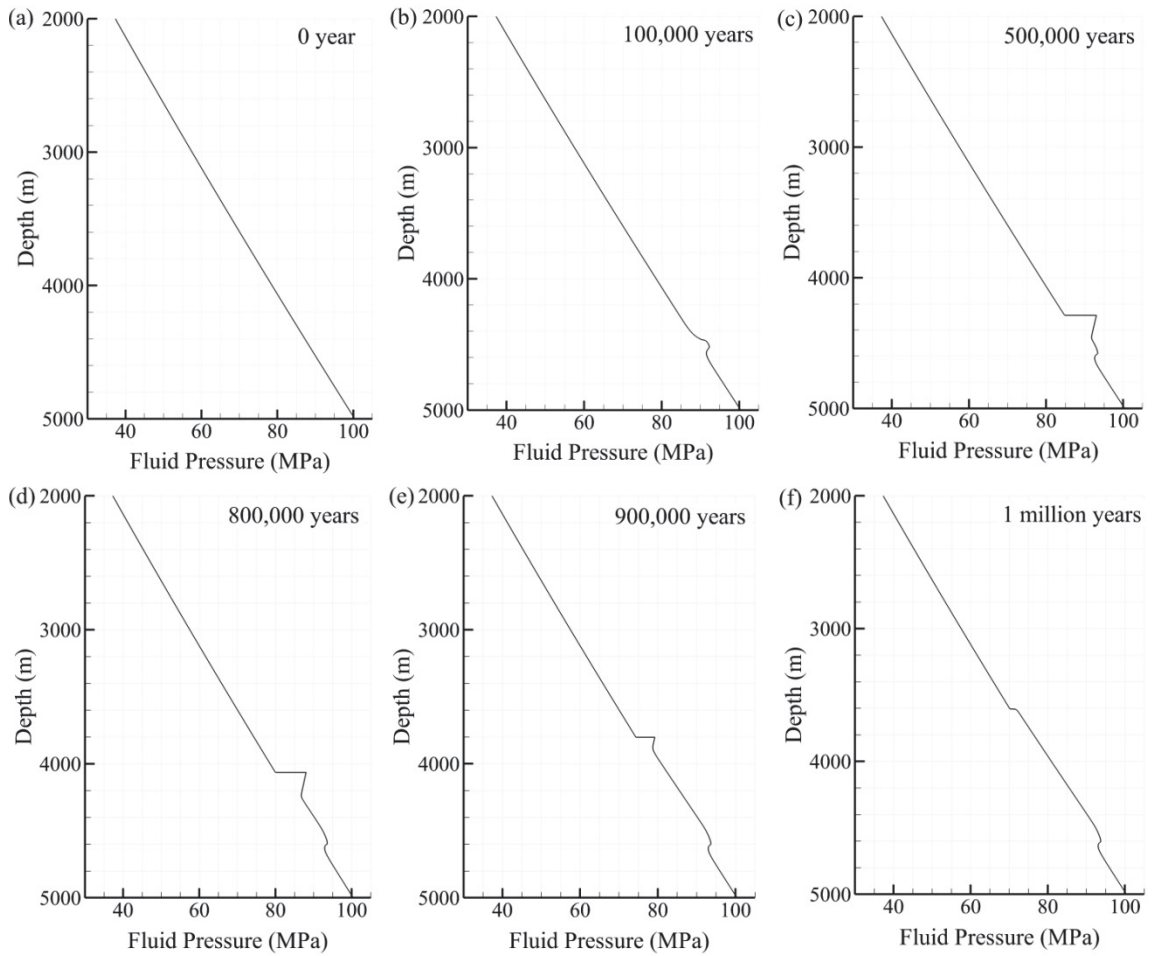 (a)
0 year
2000
3000
4000
5000
Depth (m)
40 60 80 100
Fluid Pressure (MPa)
(b)
100,000 years
2000
3000
4000
5000
Depth (m)
40 60 80 100
Fluid Pressure (MPa)
(c)
500,000 years
2000
3000
4000
5000
Depth (m)
40 60 80 100
Fluid Pressure (MPa)
(d)
800,000 years
2000
3000
4000
5000
Depth (m)
40 60 80 100
Fluid Pressure (MPa)
(e)
900,000 years
2000
3000
4000
5000
Depth (m)
40 60 80 100
Fluid Pressure (MPa)
(f)
1 million years
2000
3000
4000
5000
Depth (m)
40 60 80 100
Fluid Pressure (MPa)